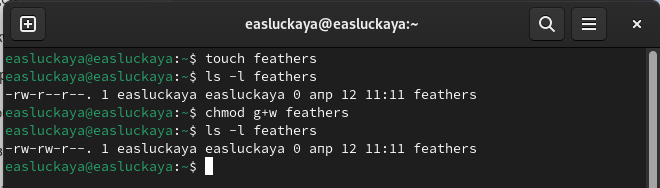 easluckaya@easluckaya:~
easluckaya@easluckaya:~$ touch feathers
easluckaya@easluckaya:~$ ls -l feathers
-rw-r--r--. 1 easluckaya easluckaya 0 апр 12 11:11 feathers
easluckaya@easluckaya:~$ chmod g+w feathers
easluckaya@easluckaya:~$ ls -l feathers
-rw-rw-r--. 1 easluckaya easluckaya 0 апр 12 11:11 feathers
easluckaya@easluckaya:~$